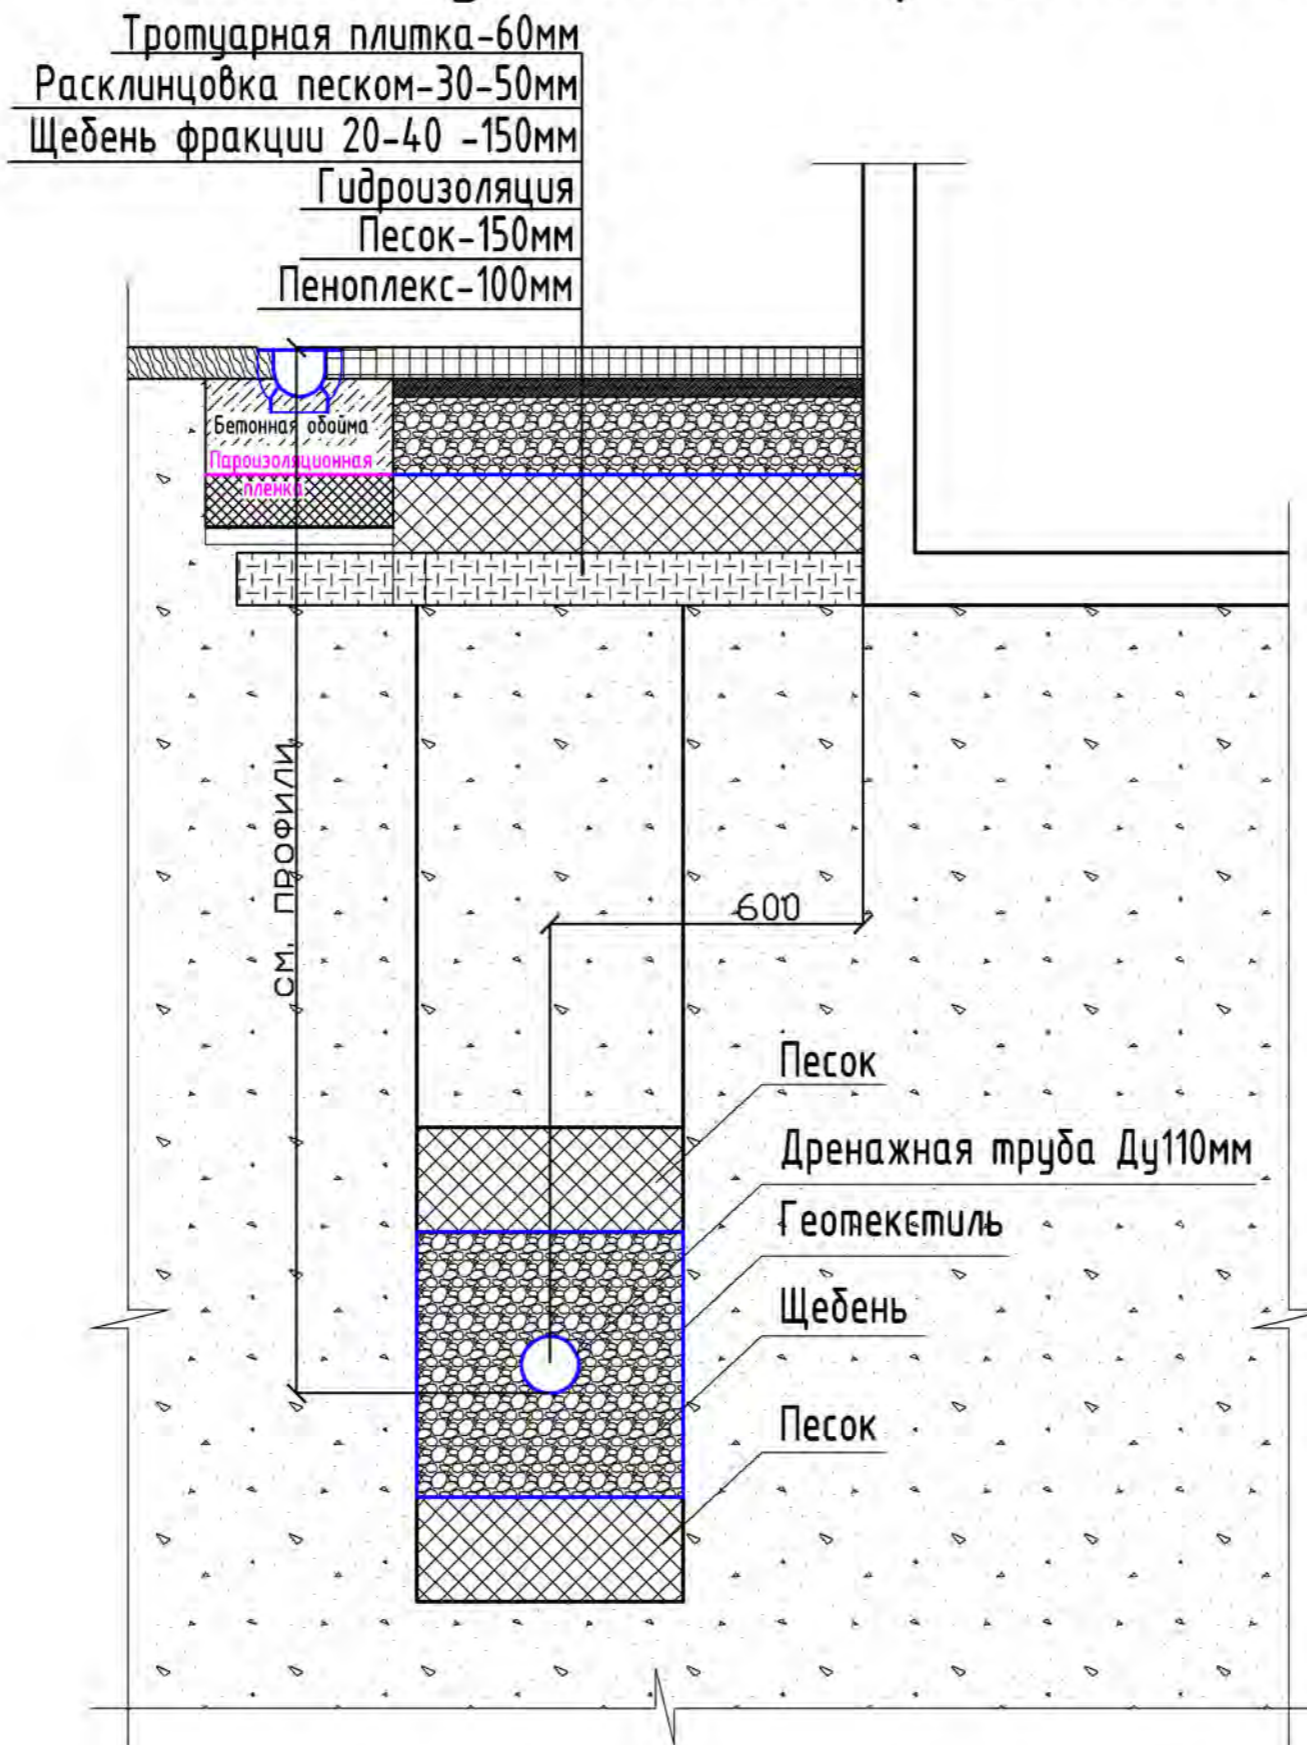 Тротуарная плитка-60мм
Расклинцовка песком-30-50мм
Щебень фракции 20-40 -150мм
Гидроизоляция
Песок-150мм
Пеноплекс-100мм
Бетонная обойма
Пароизоляционная
пленка
см. ПРОФИЛИ
600
Песок
Дренажная труба Ду110мм
Геотекстиль
Щебень
Песок